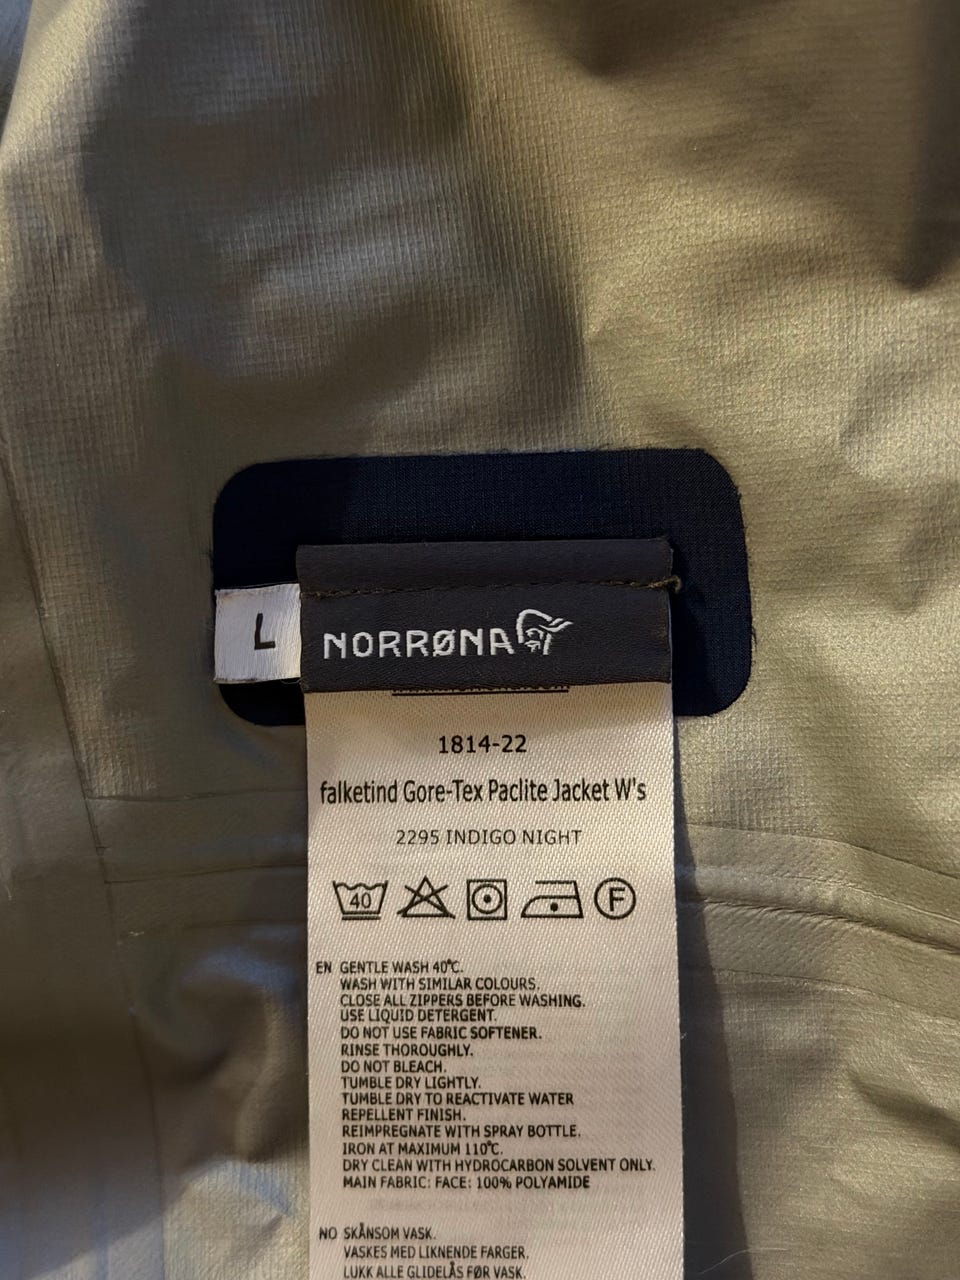 L
NORRØNA
1814-22
falketind Gore-Tex Paclite Jacket W's
2295 INDIGO NIGHT
40
F
EN GENTLE WASH 40°C.
WASH WITH SIMILAR COLOURS.
CLOSE ALL ZIPPERS BEFORE WASHING.
USE LIQUID DETERGENT.
DO NOT USE FABRIC SOFTENER.
RINSE THOROUGHLY.
DO NOT BLEACH.
TUMBLE DRY LIGHTLY.
TUMBLE DRY TO REACTIVATE WATER
REPELLENT FINISH.
REIMPREGNATE WITH SPRAY BOTTLE.
IRON AT MAXIMUM 110°C.
DRY CLEAN WITH HYDROCARBON SOLVENT ONLY.
MAIN FABRIC: FACE: 100% POLYAMIDE
NO SKÅNSOM VASK.
VASKES MED LIKNENDE FARGER.
LUKK ALLE GLIDELÅS FØR VASK.